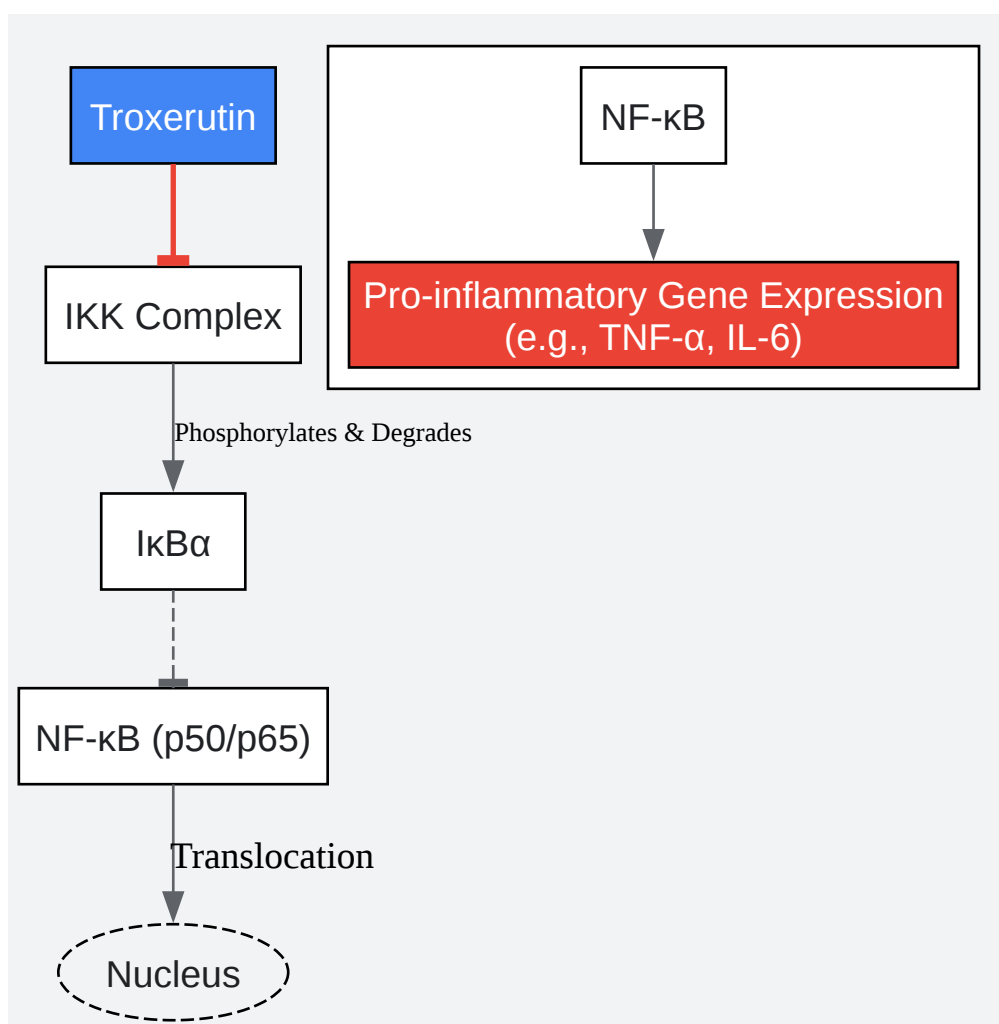 Troxerutin
NF-κB
Pro-inflammatory Gene Expression
(e.g., TNF-α, IL-6)
IKK Complex
Phosphorylates & Degrades
IκBα
NF-κB (p50/p65)
Translocation
Nucleus